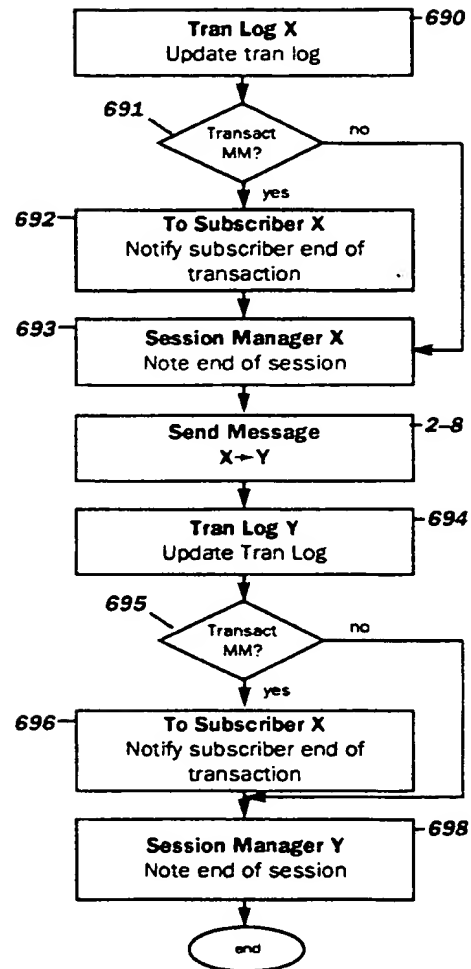 690
Tran Log X
Update tran log
691
Transact
MM?
no
yes
692
To Subscriber X
Notify subscriber end of
transaction
693
Session Manager X
Note end of session
2-8
Send Message
X→Y
694
Tran Log Y
Update Tran Log
695
Transact
MM?
no
yes
696
To Subscriber X
Notify subscriber end of
transaction
698
Session Manager Y
Note end of session
end